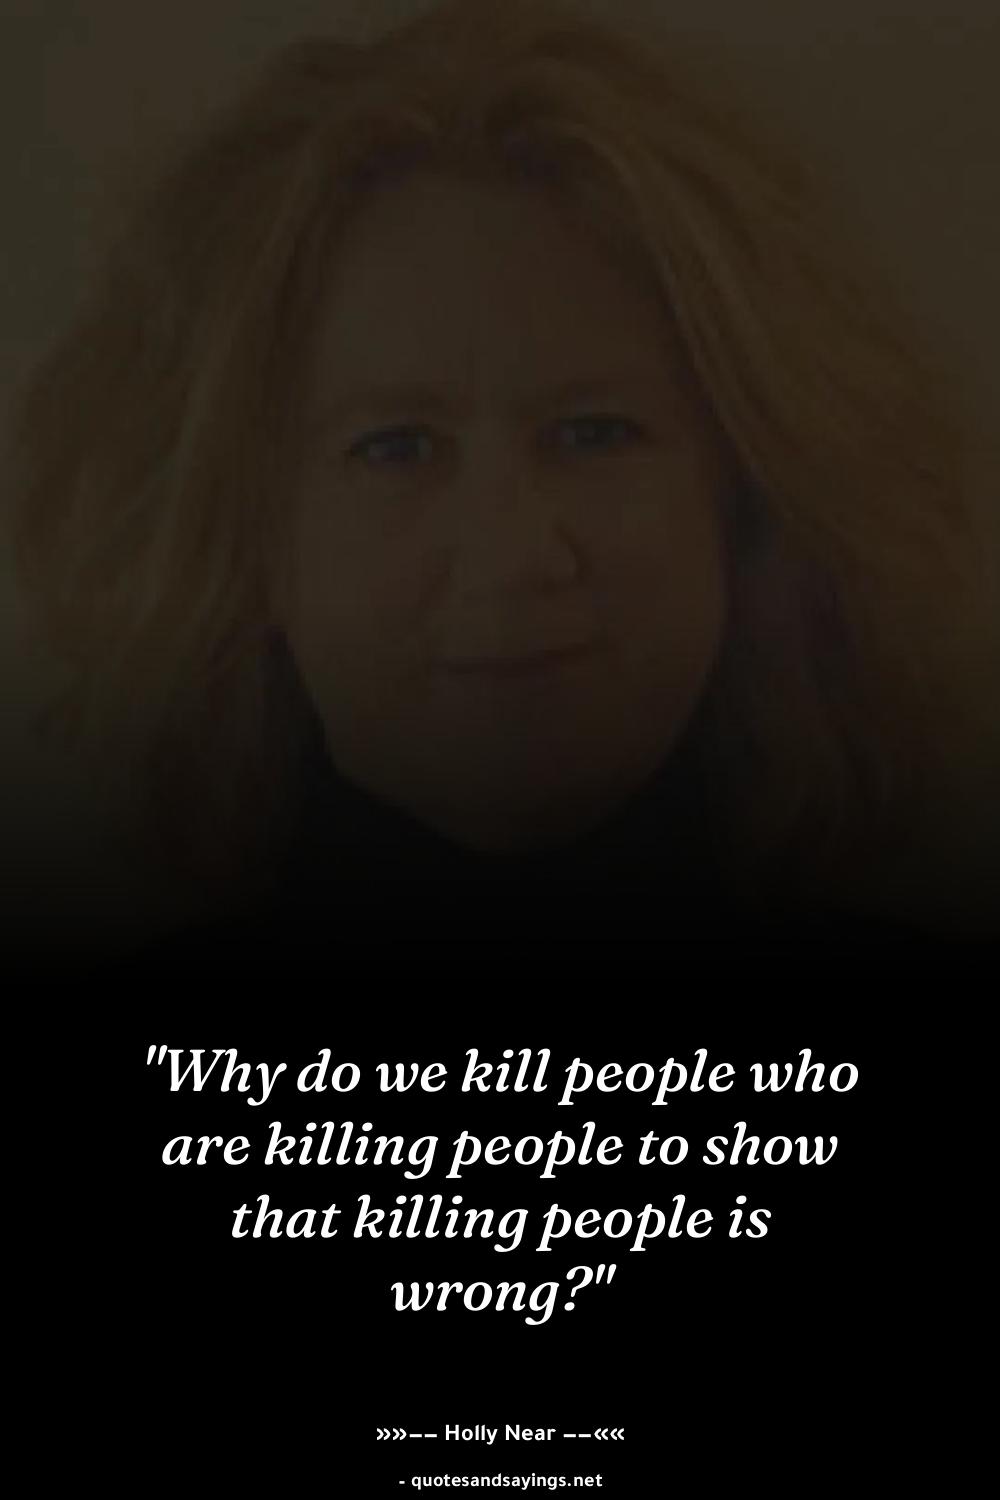 "Why do we kill people who
are killing people to show
that killing people is
wrong?"
»»—— Holly Near ——««
- quotesandsayings.net